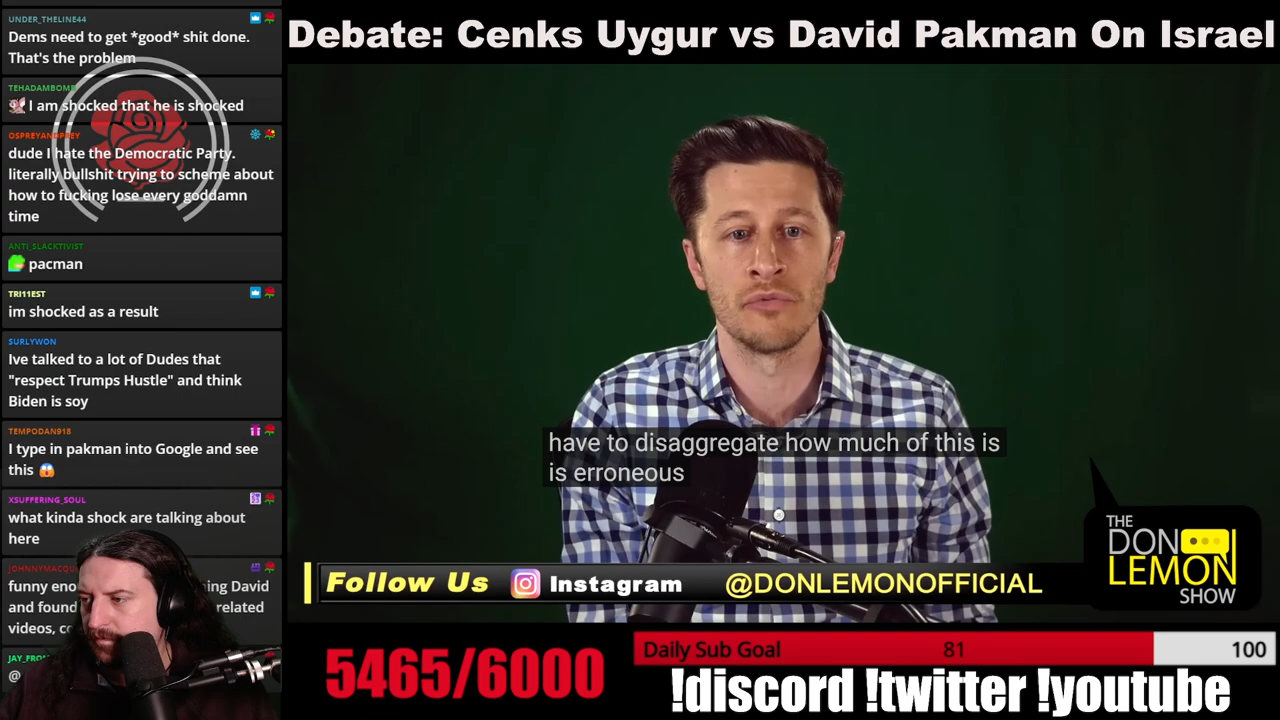 UNDER_THELINE44
Dems need to get *good* shit done.
That's the problem
TEHADAMBOMB
I am shocked that he is shocked
dude I hate the Democratic Party.
literally bullshit trying to scheme about
how to fucking lose every goddamn
time
ANTI_SLACKTIVIST
pacman
TRI11EST
im shocked as a result
SURLYWON
Ive talked to a lot of Dudes that
"respect Trumps Hustle" and think
Biden is soy
TEMPODAN918
I type in pakman into Google and see
this
XSUFFERING_SOUL
what kinda shock are talking about
here
funny ing David
and found related
videos,
@
Debate: Cenks Uygur vs David Pakman On Israel
have to disaggregate how much of this is
is erroneous
THE
DON
LEMON
SHOW
Follow Us Instagram @DONLEMONOFFICIAL
5465/6000
Daily Sub Goal 81 100
!discord !twitter !youtube